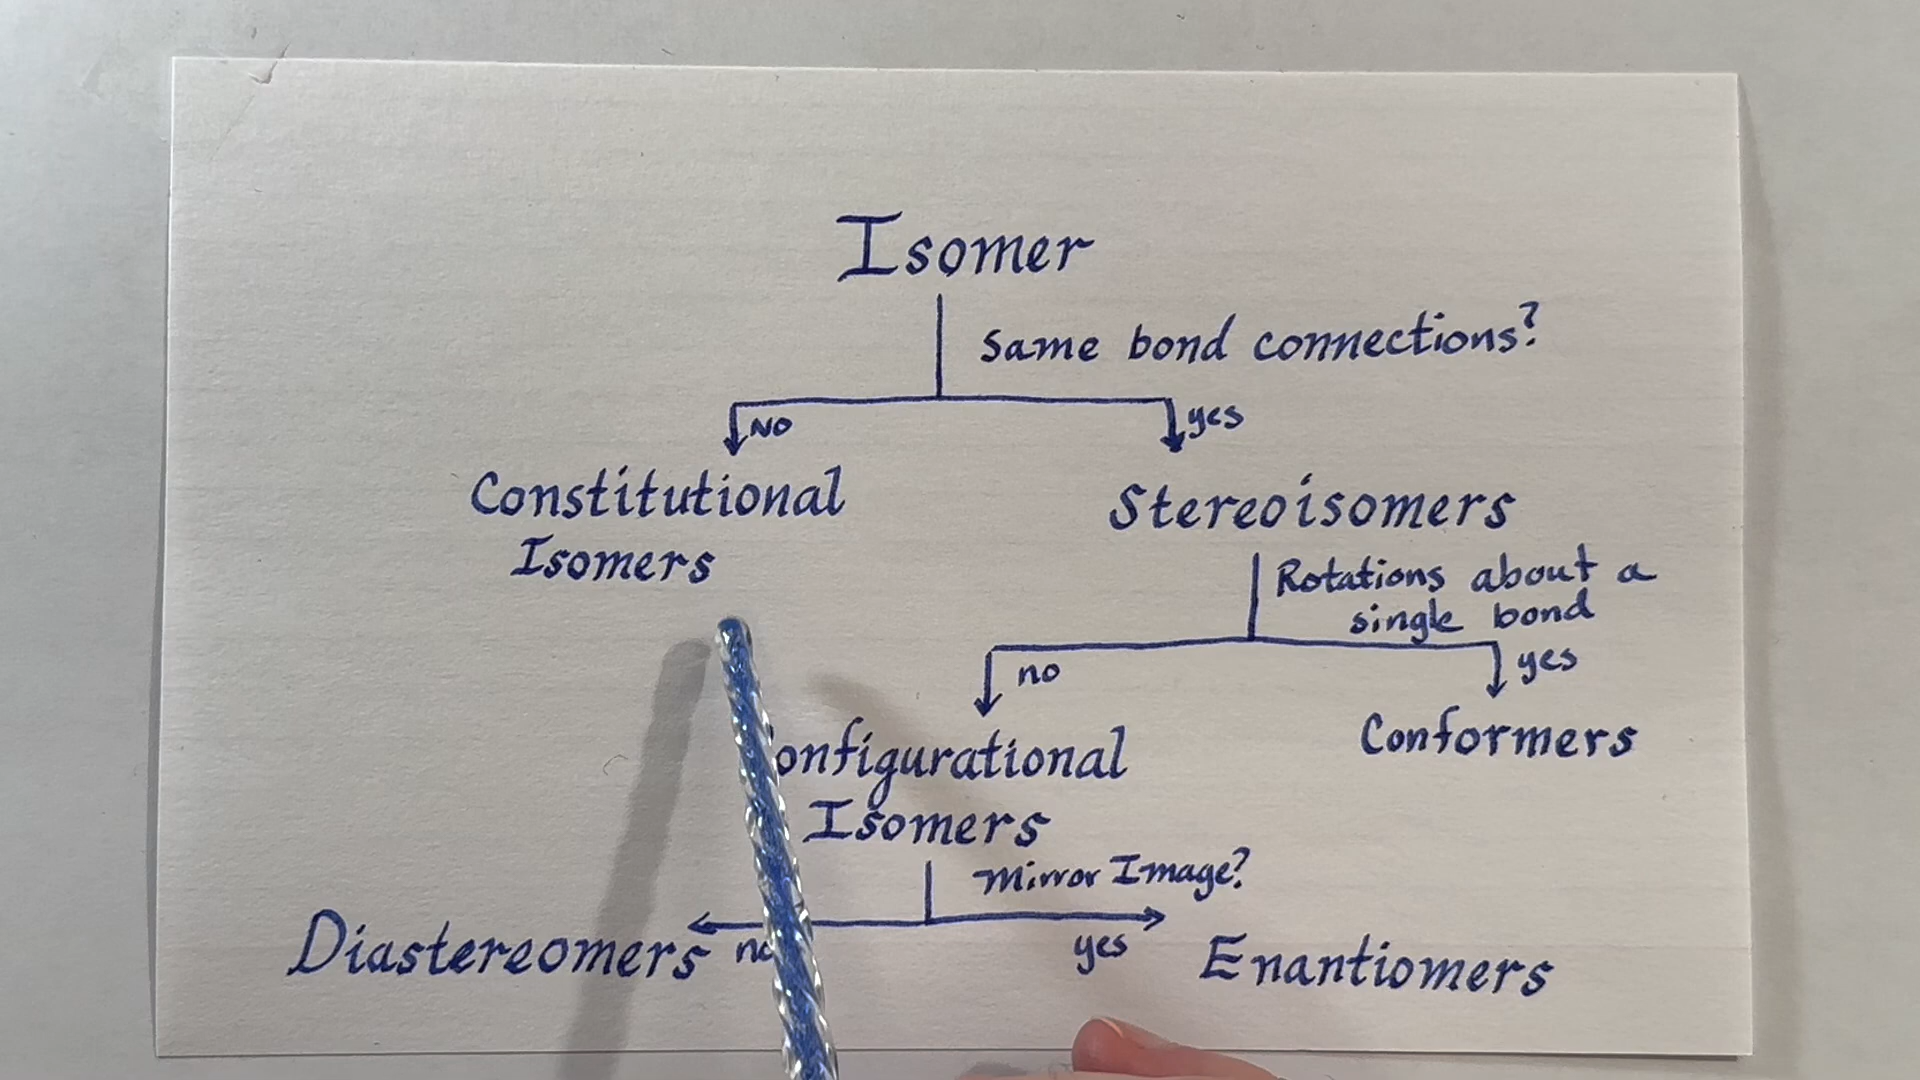 Isomer
Same bond connections?
NO
yes
Constitutional
Isomers
Stereoisomers
Rotations about a
single bond
no
yes
onfigurational
Isomers
Conformers
Mirror Image?
Diastereomers
yes
Enantiomers